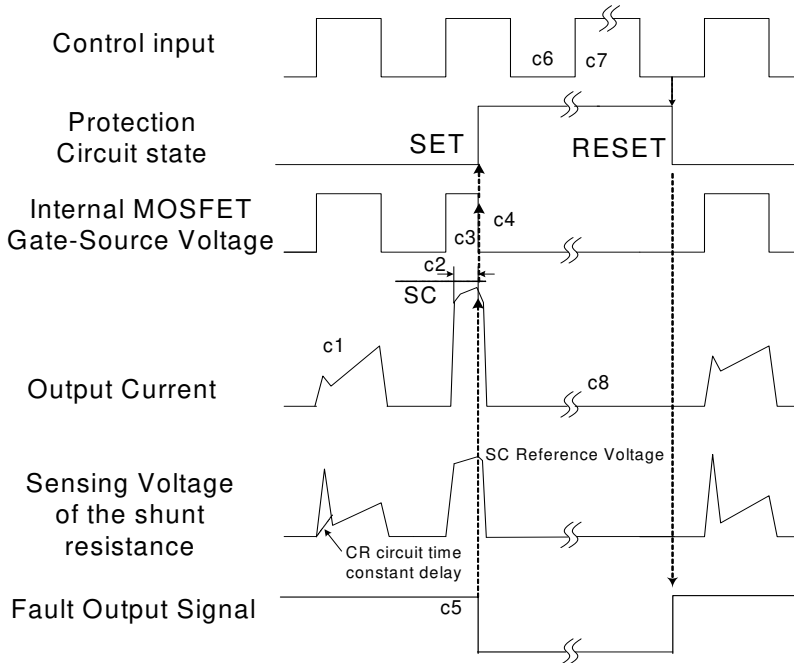 Control input
c6
c7
Protection
Circuit state
SET
RESET
Internal MOSFET
Gate-Source Voltage
c4
c3
c2
SC
c1
Output Current
c8
SC Reference Voltage
Sensing Voltage
of the shunt
resistance
CR circuit time
constant delay
Fault Output Signal
c5